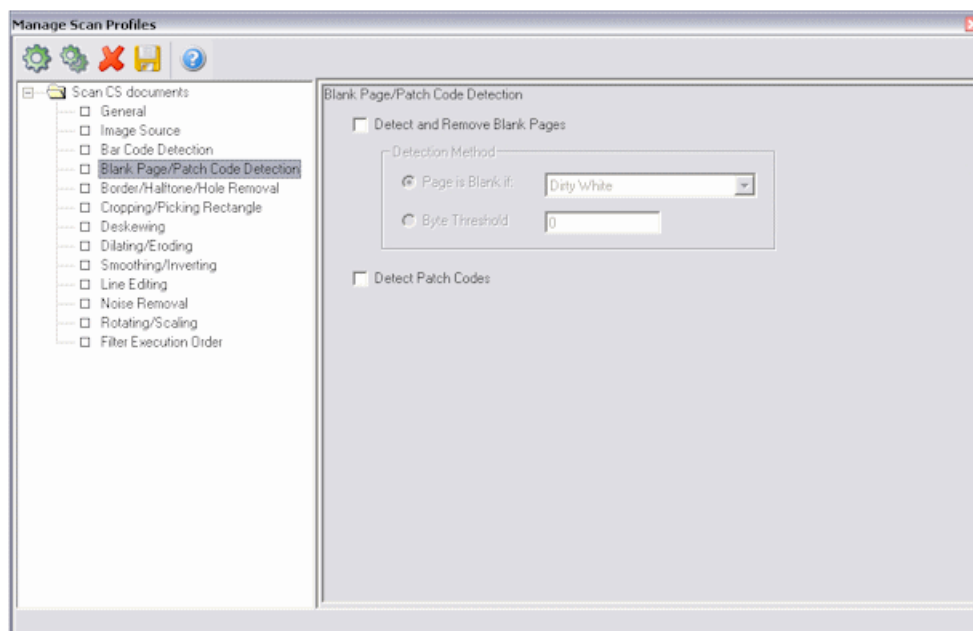 Manage Scan Profiles
Scan CS documents
General
Image Source
Bar Code Detection
Blank Page/Patch Code Detection
Border/Halftone/Hole Removal
Cropping/Picking Rectangle
Deskewing
Dilating/Eroding
Smoothing/Inverting
Line Editing
Noise Removal
Rotating/Scaling
Filter Execution Order
Blank Page/Patch Code Detection
Detect and Remove Blank Pages
Detection Method
Page is Blank if: Dirty White
Byte Threshold 0
Detect Patch Codes